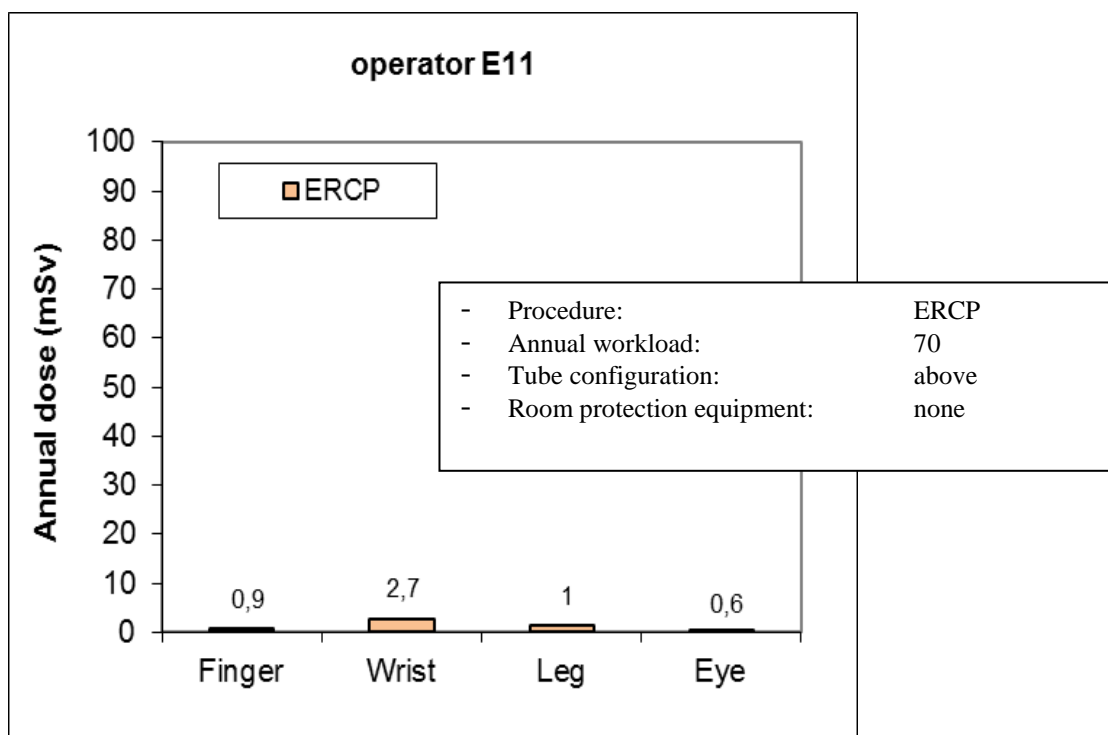 operator E11
ERCP
Annual dose (mSv)
100
90
80
70
60
50
40
30
20
10
0
0,9
2,7
1
0,6
Finger Wrist Leg Eye
- Procedure: ERCP
- Annual workload: 70
- Tube configuration: above
- Room protection equipment: none